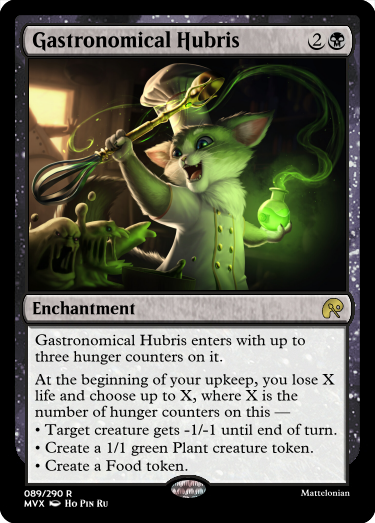 Gastronomical Hubris 2
Enchantment
Gastronomical Hubris enters with up to
three hunger counters on it.
At the beginning of your upkeep, you lose X
life and choose up to X, where X is the
number of hunger counters on this —
• Target creature gets -1/-1 until end of turn.
• Create a 1/1 green Plant creature token.
• Create a Food token.
089/290 R Mattelonian
MVX Ho Pin Ru